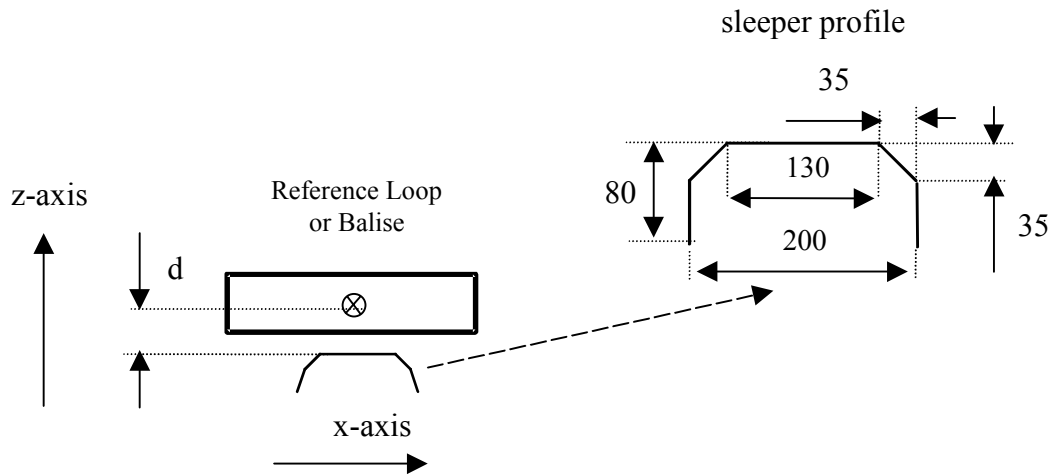 sleeper profile
35
130
80
200
35
z-axis
Reference Loop
or Balise
d
x-axis